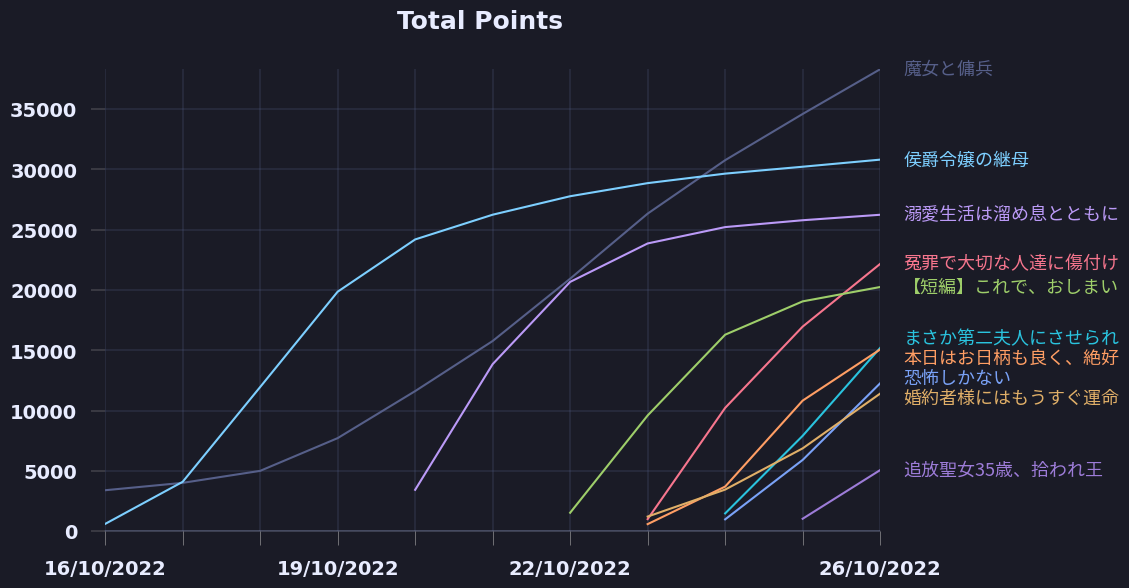 Total Points
35000
30000
25000
20000
15000
10000
5000
0
16/10/2022
19/10/2022
22/10/2022
26/10/2022
魔女と傭兵
侯爵令嬢の継母
溺愛生活は溜め息とともに
冤罪で大切な人達に傷付け
【短編】これで、おしまい
まさか第二夫人にさせられ
本日はお日柄も良く、絶好
恐怖しかない
婚約者様にはもうすぐ運命
追放聖女35歳、拾われ王